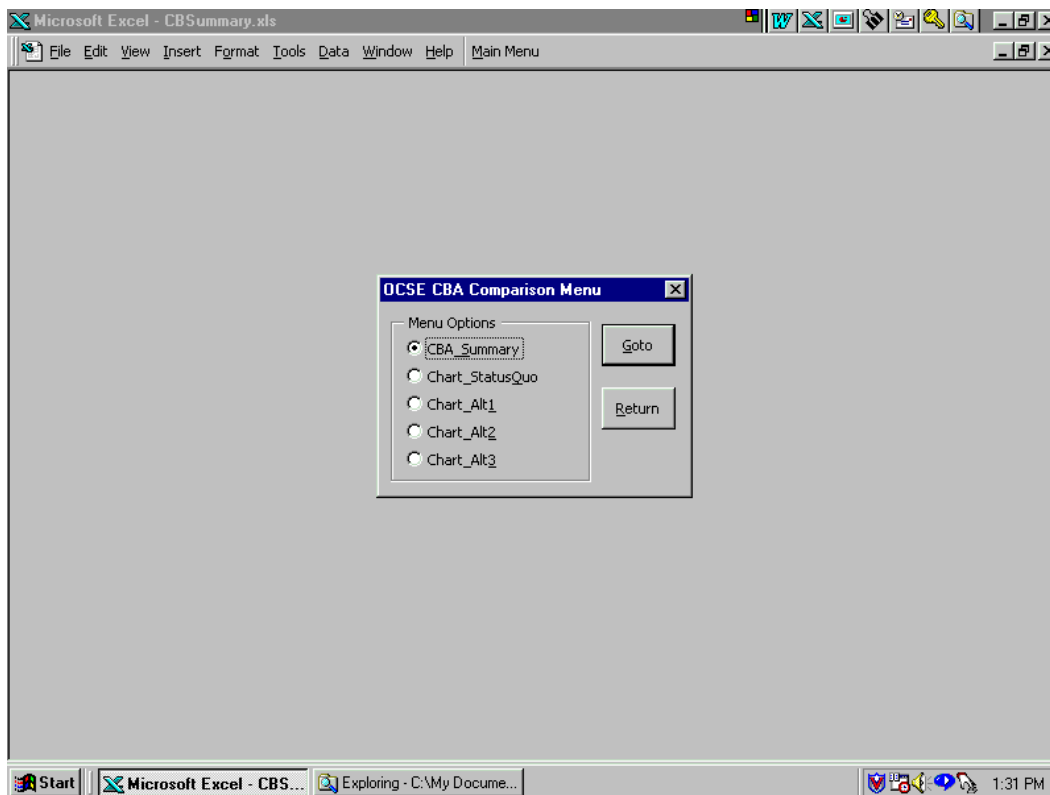 Microsoft Excel - CBSummary.xls
File Edit View Insert Format Tools Data Window Help Main Menu
OCSE CBA Comparison Menu
Menu Options
CBA_Summary
Chart_StatusQuo
Chart_Alt1
Chart_Alt2
Chart_Alt3
Goto
Return
Start
Microsoft Excel - CBS...
Exploring - C:\My Docume...
1:31 PM